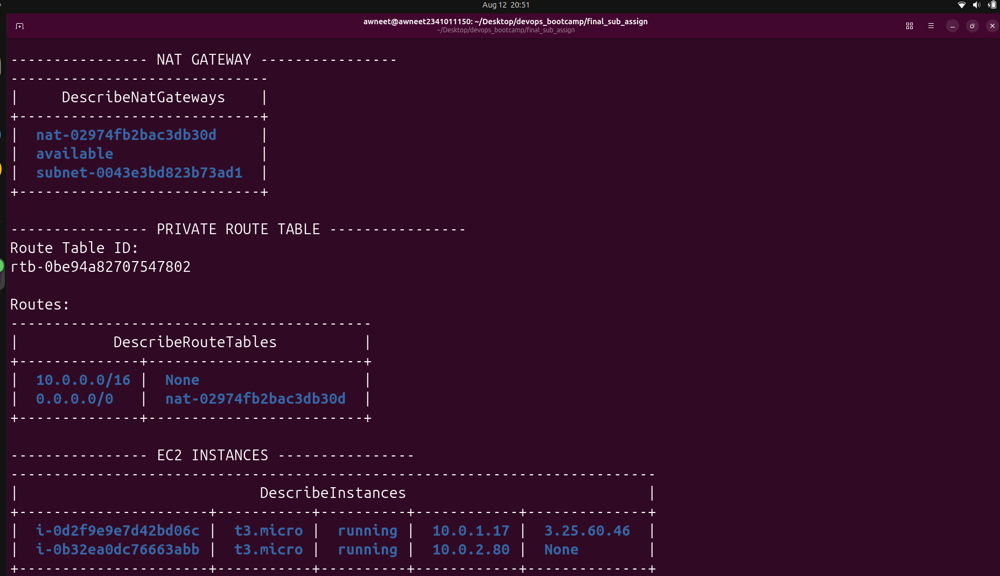 Aug 12 20:51
awneet@awneet2341011150: ~/Desktop/devops_bootcamp/final_sub_assign
~/Desktop/devops_bootcamp/final_sub_assign
---------------- NAT GATEWAY ----------------
------------------------------
|     DescribeNatGateways    |
+----------------------------+
|  nat-02974fb2bac3db30d     |
|  available                 |
|  subnet-0043e3bd823b73ad1  |
+----------------------------+
---------------- PRIVATE ROUTE TABLE ----------------
Route Table ID:
rtb-0be94a82707547802
Routes:
------------------------------------------
|           DescribeRouteTables          |
+--------------+-------------------------+
|  10.0.0.0/16 |  None                   |
|  0.0.0.0/0   |  nat-02974fb2bac3db30d  |
+--------------+-------------------------+
---------------- EC2 INSTANCES ----------------
---------------------------------------------------------------------------
|                            DescribeInstances                            |
+----------------------+-----------+----------+------------+--------------+
|  i-0d2f9e9e7d42bd06c |  t3.micro |  running |  10.0.1.17 |  3.25.60.46  |
|  i-0b32ea0dc76663abb |  t3.micro |  running |  10.0.2.80 |  None        |
+----------------------+-----------+----------+------------+--------------+